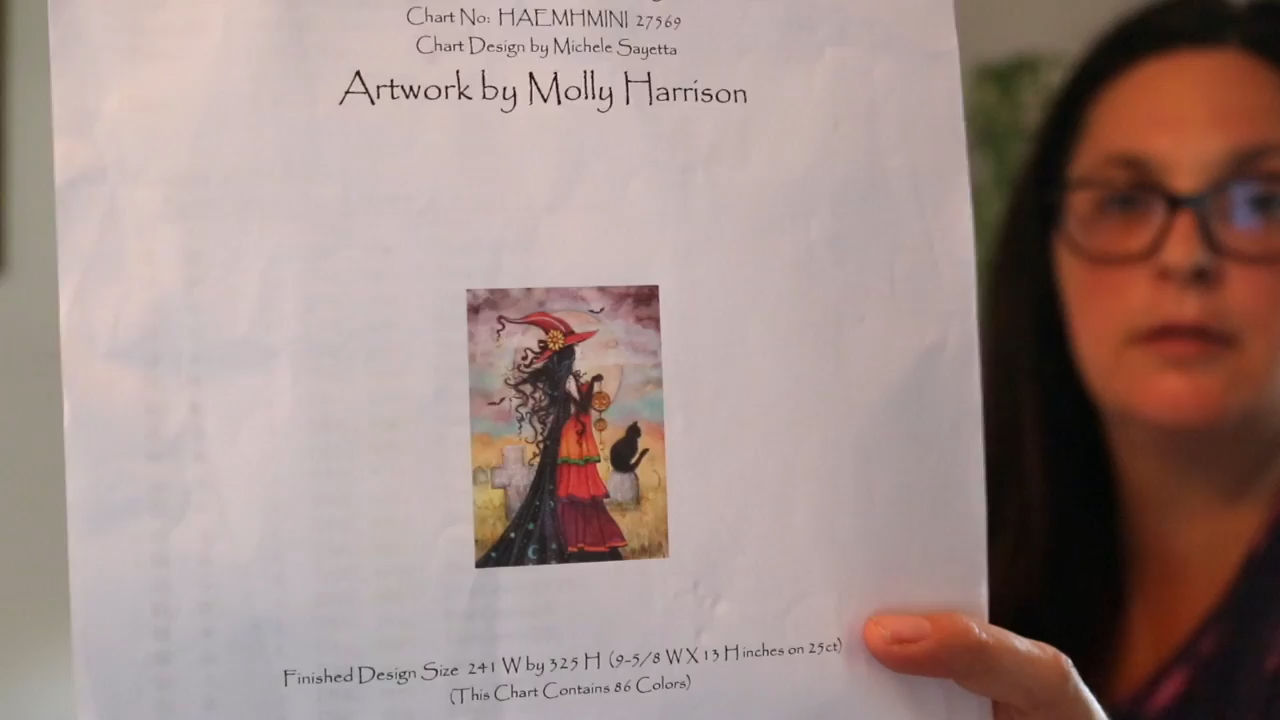 Chart No: HAEMHMINI 27569
Chart Design by Michele Sayetta
Artwork by Molly Harrison
Finished Design Size 241 W by 325 H (9-5/8 W X 13 H inches on 25ct)
(This Chart Contains 86 Colors)